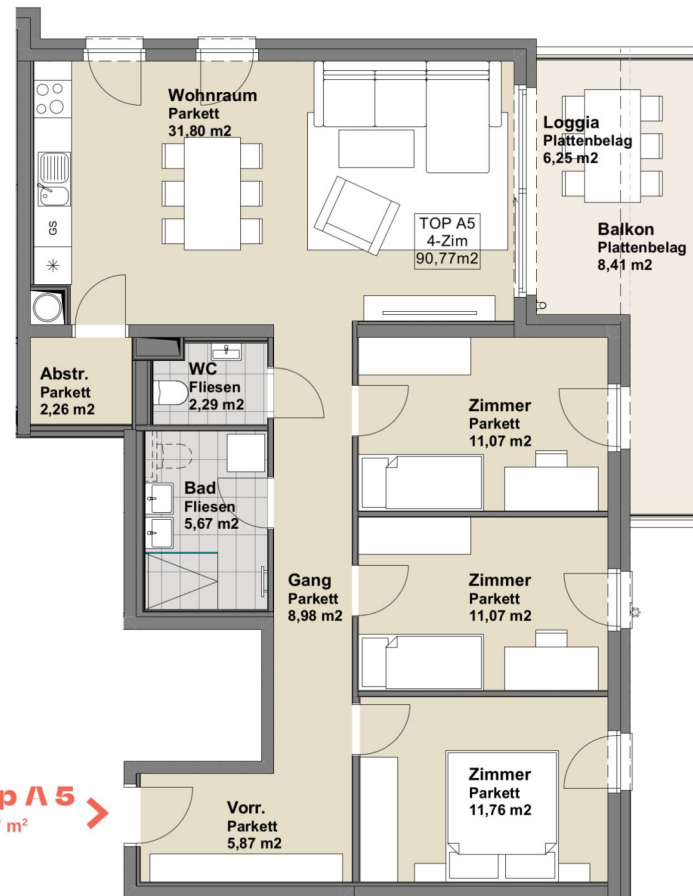 Wohnraum
Parkett
31,80 m2
Loggia
Plattenbelag
6,25 m2
TOP A5
4-Zim
90,77m2
Balkon
Plattenbelag
8,41 m2
GS
Abstr.
Parkett
2,26 m2
WC
Fliesen
2,29 m2
Zimmer
Parkett
11,07 m2
Bad
Fliesen
5,67 m2
Gang
Parkett
8,98 m2
Zimmer
Parkett
11,07 m2
Zimmer
Parkett
11,76 m2
p A 5
m²
Vorr.
Parkett
5,87 m2